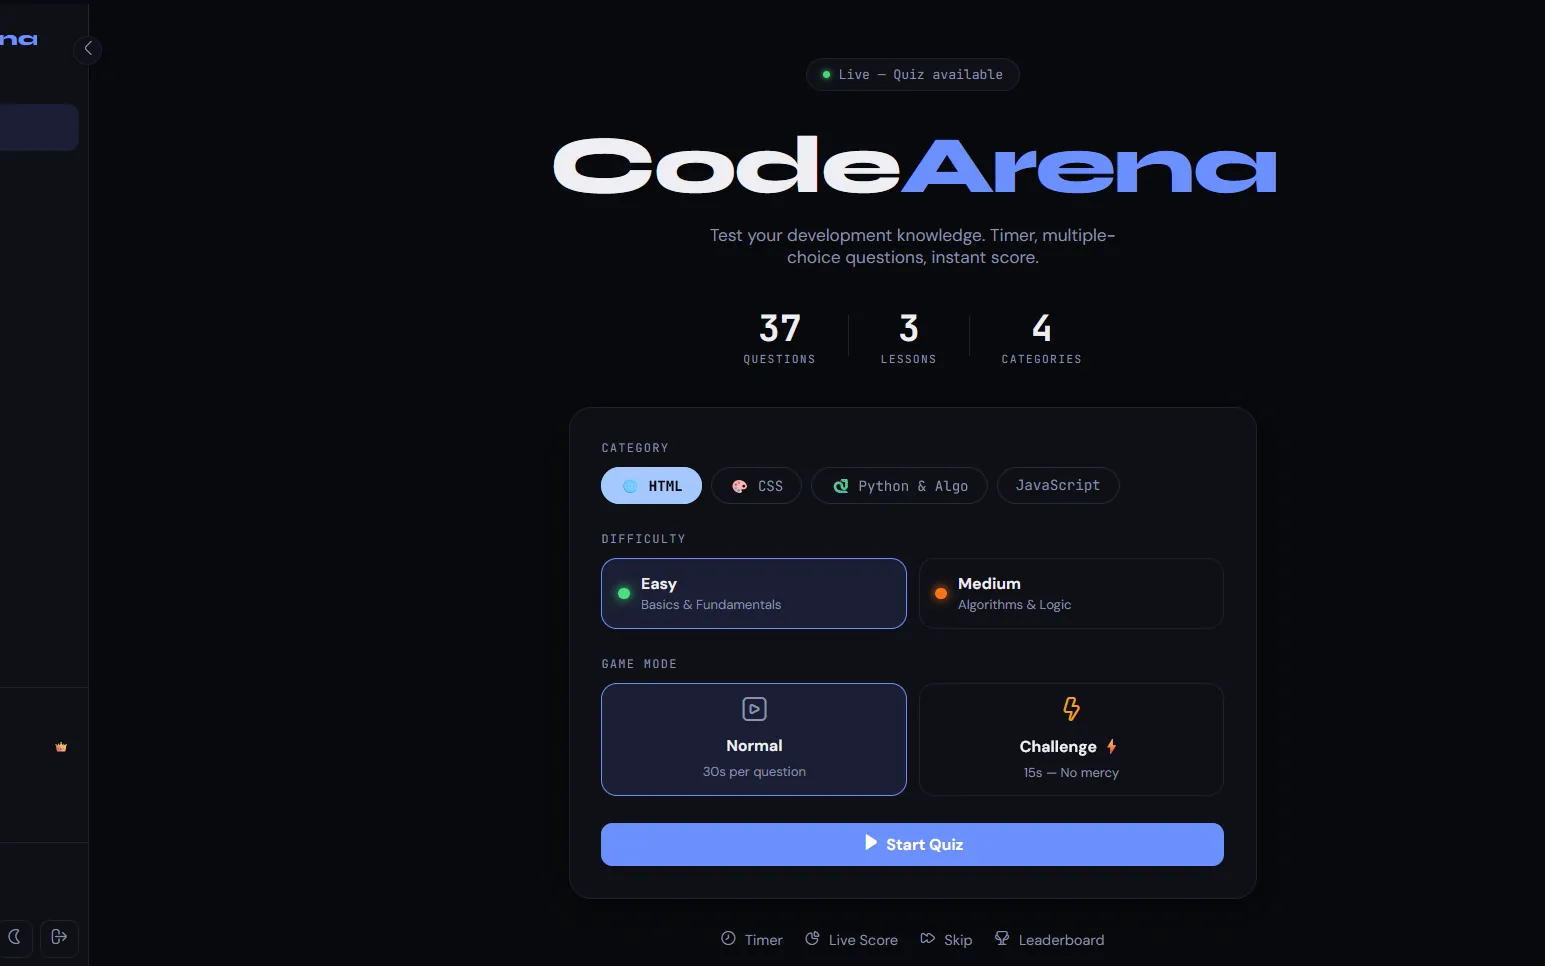 na
Live — Quiz available
CodeArena
Test your development knowledge. Timer, multiple-
choice questions, instant score.
37
QUESTIONS
3
LESSONS
4
CATEGORIES
CATEGORY
HTML
CSS
Python & Algo
JavaScript
DIFFICULTY
Easy
Basics & Fundamentals
Medium
Algorithms & Logic
GAME MODE
Normal
30s per question
Challenge
15s — No mercy
Start Quiz
Timer
Live Score
Skip
Leaderboard